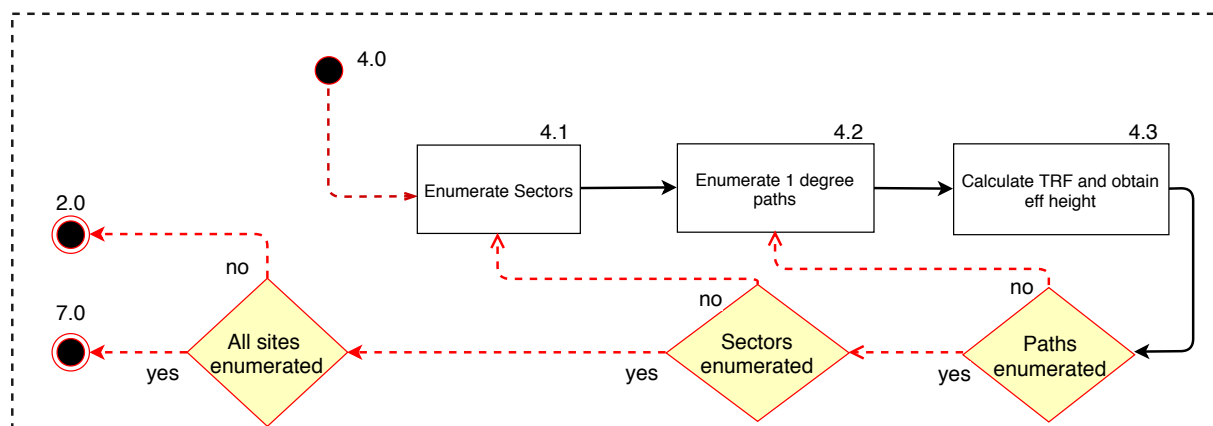 4.0
4.1
4.2
4.3
Enumerate Sectors
Enumerate 1 degree
paths
Calculate TRF and obtain
eff height
2.0
no
no
no
7.0
All sites
enumerated
Sectors
enumerated
Paths
enumerated
yes
yes
yes